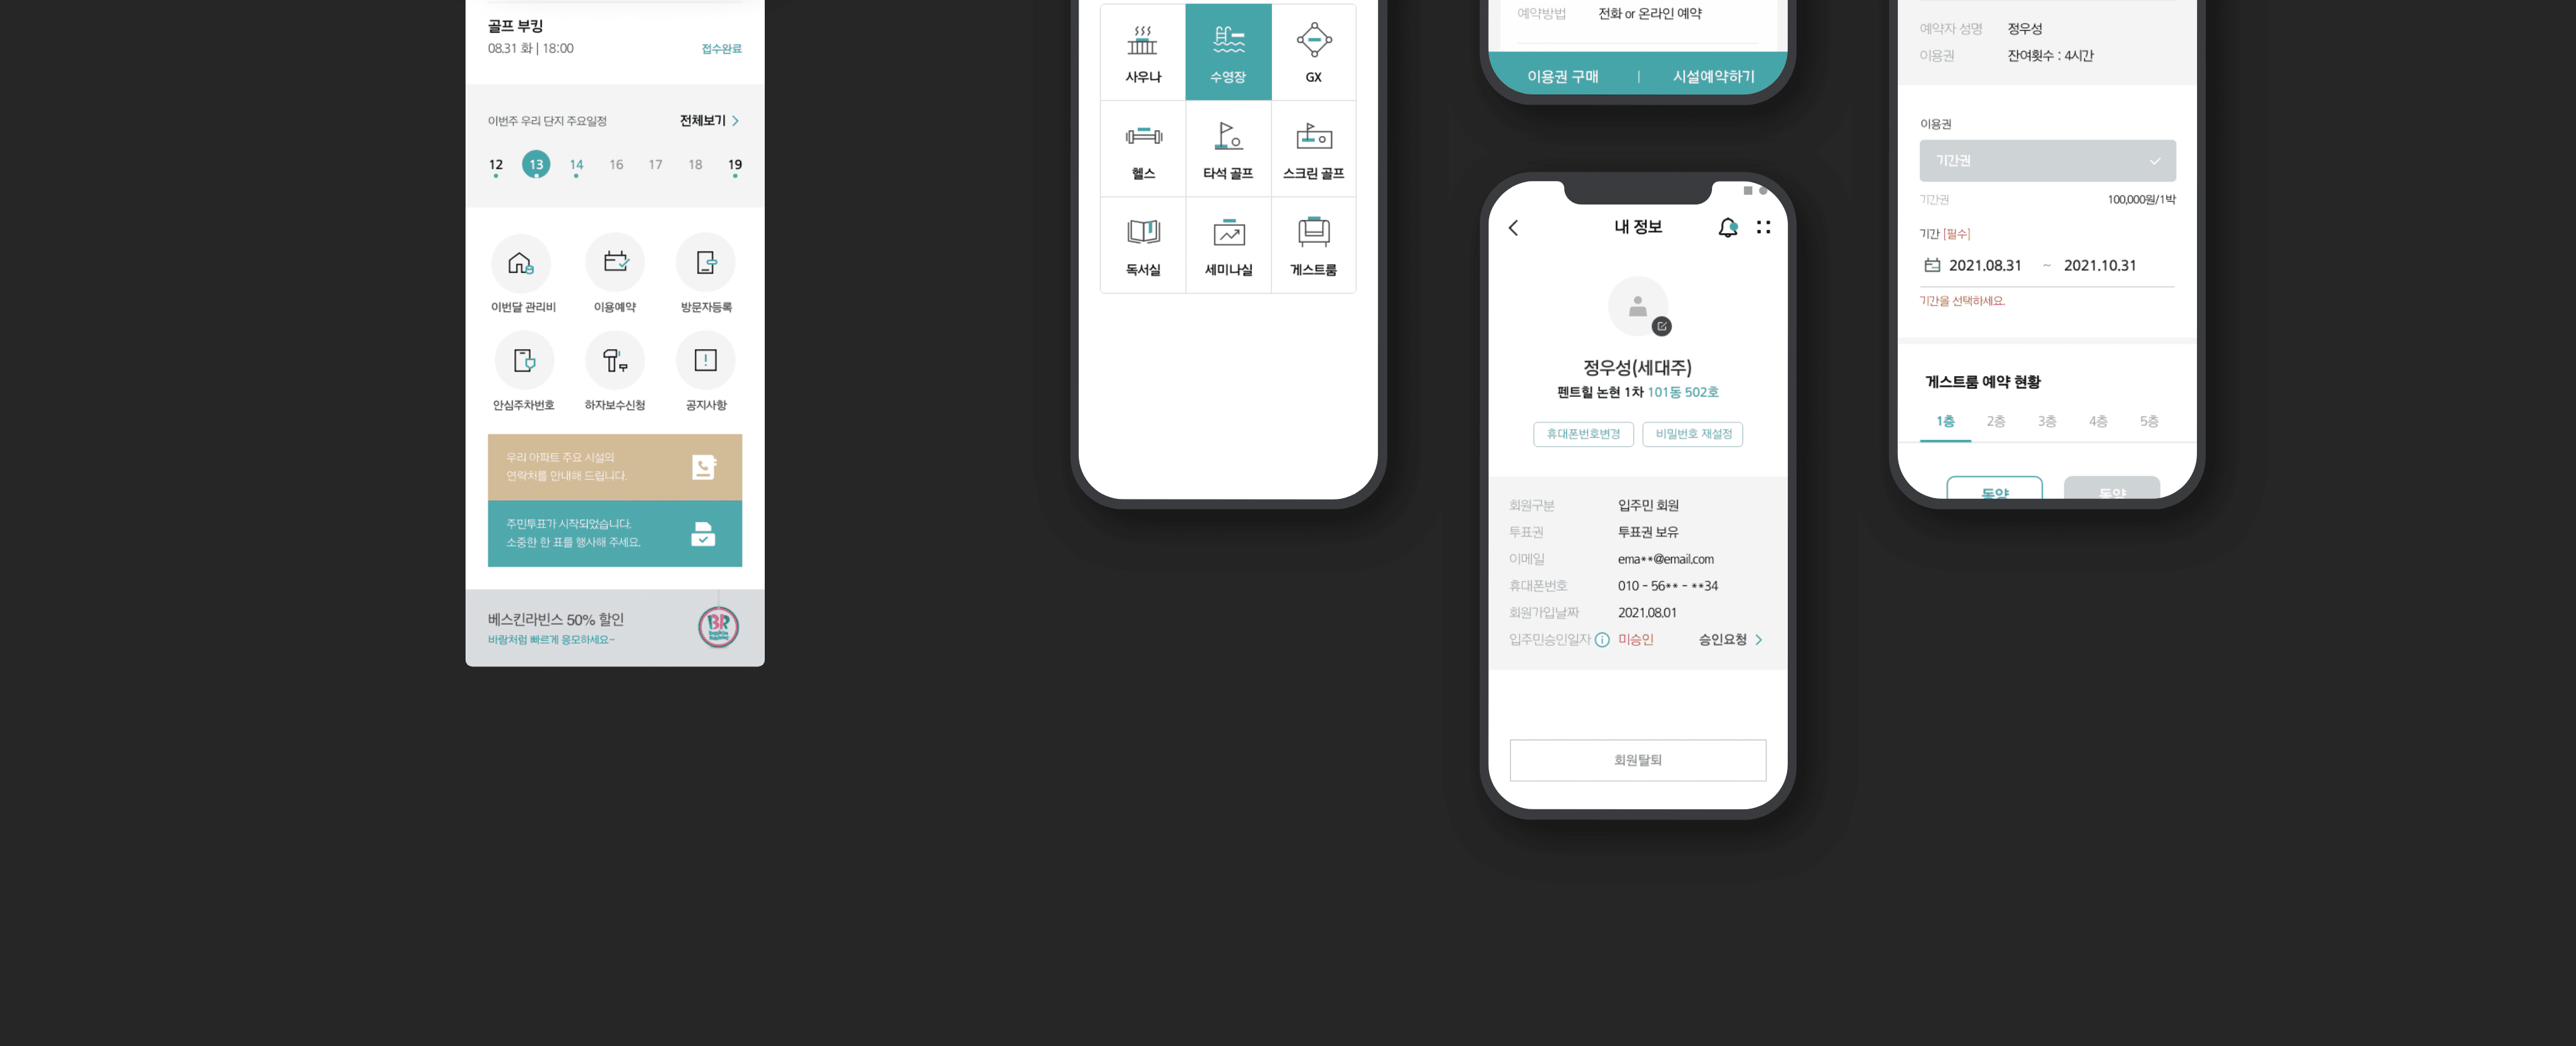 골프 부킹
08.31 화 | 18:00
접수완료
이번주 우리 단지 주요일정
전체보기
12 13 14 16 17 18 19
이번달 관리비
이용예약
방문자등록
안심주차번호
하자보수신청
공지사항
우리 아파트 주요 시설의
연락처를 안내해 드립니다.
주민투표가 시작되었습니다.
소중한 한 표를 행사해 주세요.
베스킨라빈스 50% 할인
바람처럼 빠르게 응모하세요~
BR
사우나
수영장
GX
헬스
타석 골프
스크린 골프
독서실
세미나실
게스트룸
예약방법 전화 or 온라인 예약
이용권 구매 | 시설예약하기
내 정보
정우성(세대주)
펜트힐 논현 1차 101동 502호
휴대폰번호변경
비밀번호 재설정
회원구분 입주민 회원
투표권 투표권 보유
이메일 ema**@email.com
휴대폰번호 010 - 56** - **34
회원가입날짜 2021.08.01
입주민승인일자 미승인 승인요청
회원탈퇴
예약자 성명 정우성
이용권 잔여횟수 : 4시간
이용권
기간권
기간권 100,000원/1박
기간 [필수]
2021.08.31 ~ 2021.10.31
기간을 선택하세요.
게스트룸 예약 현황
1층 2층 3층 4층 5층
동양 동양